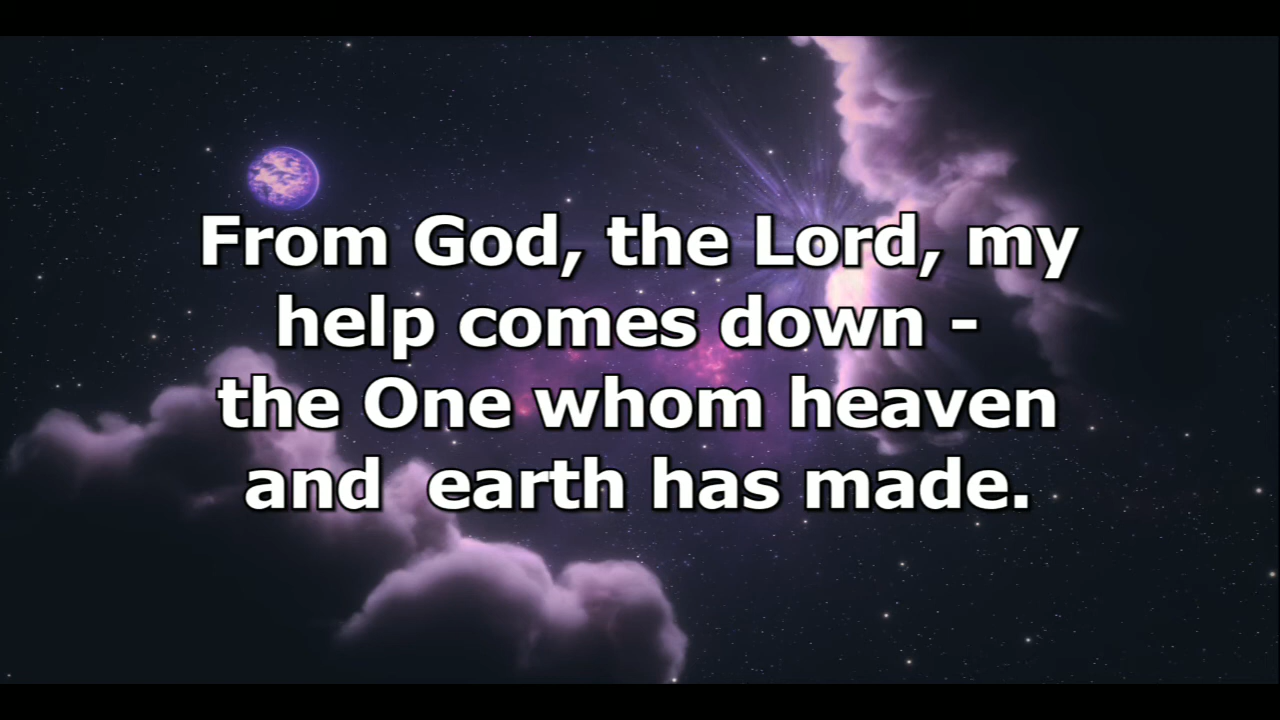 From God, the Lord, my
help comes down -
the One whom heaven
and  earth has made.